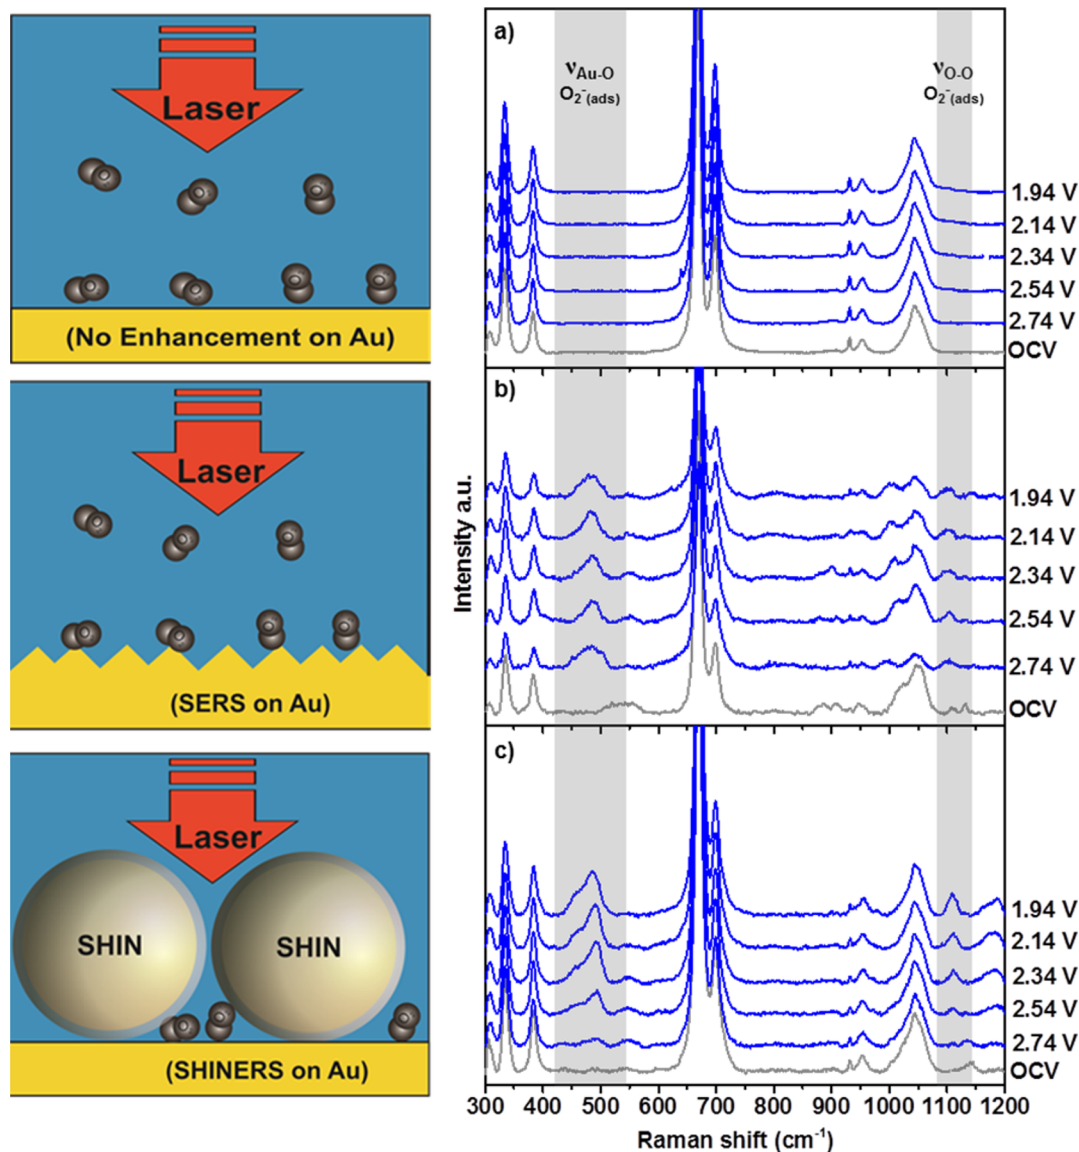 Laser
(No Enhancement on Au)
Laser
(SERS on Au)
Laser
SHIN
SHIN
(SHINERS on Au)
a)
νAu-O
O2-(ads)
νO-O
O2-(ads)
1.94 V
2.14 V
2.34 V
2.54 V
2.74 V
OCV
b)
1.94 V
2.14 V
2.34 V
2.54 V
2.74 V
OCV
c)
1.94 V
2.14 V
2.34 V
2.54 V
2.74 V
OCV
Intensity a.u.
300 400 500 600 700 800 900 1000 1100 1200
Raman shift (cm-1)